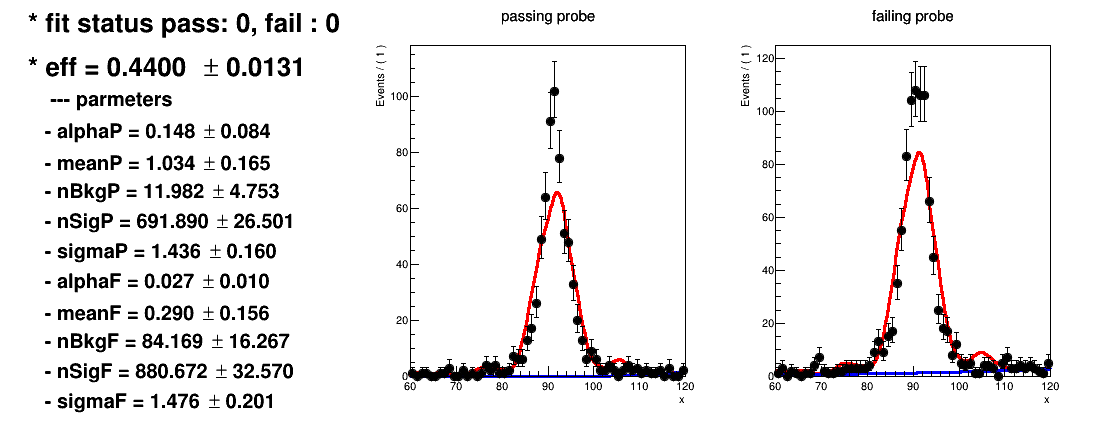 * fit status pass: 0, fail : 0
* eff = 0.4400 ± 0.0131
--- parmeters
- alphaP = 0.148 ± 0.084
- meanP = 1.034 ± 0.165
- nBkgP = 11.982 ± 4.753
- nSigP = 691.890 ± 26.501
- sigmaP = 1.436 ± 0.160
- alphaF = 0.027 ± 0.010
- meanF = 0.290 ± 0.156
- nBkgF = 84.169 ± 16.267
- nSigF = 880.672 ± 32.570
- sigmaF = 1.476 ± 0.201
passing probe
Events / ( 1 )
100
80
60
40
20
0
60 70 80 90 100 110 120
x
failing probe
Events / ( 1 )
120
100
80
60
40
20
0
60 70 80 90 100 110 120
x